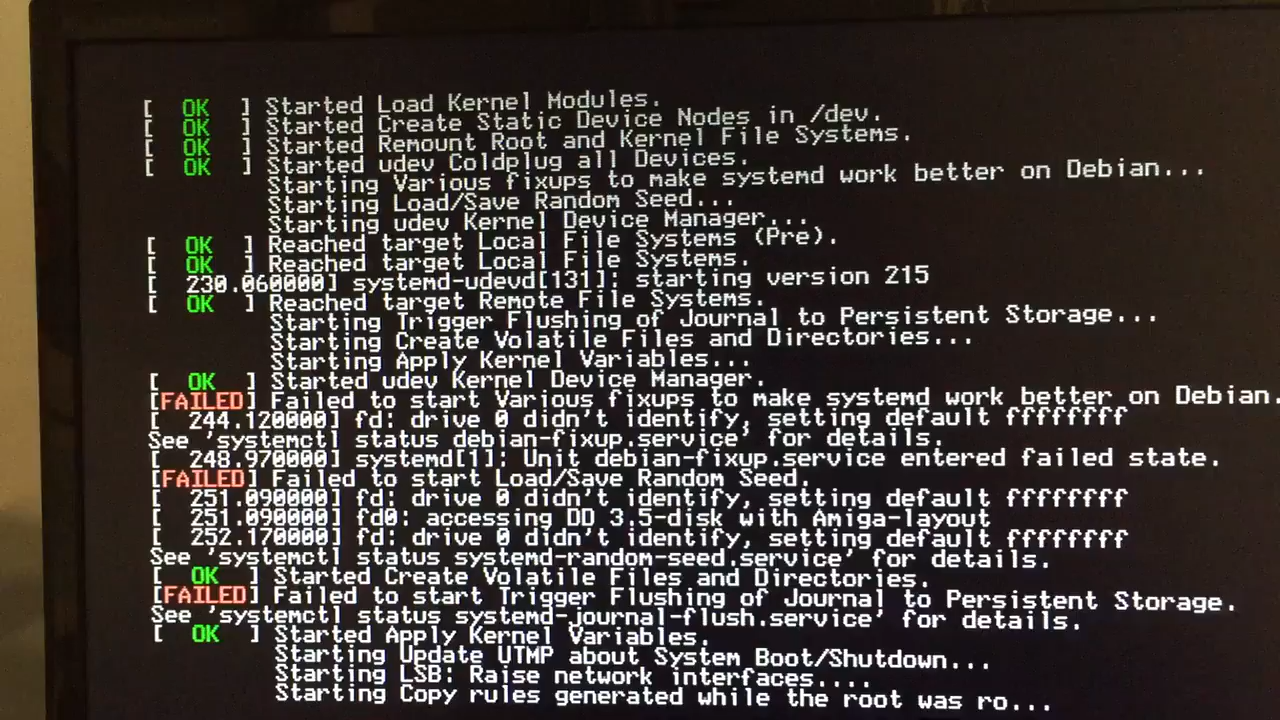 [  OK  ] Started Load Kernel Modules.
[  OK  ] Started Create Static Device Nodes in /dev.
[  OK  ] Started Remount Root and Kernel File Systems.
[  OK  ] Started udev Coldplug all Devices.
Starting Various fixups to make systemd work better on Debian...
Starting Load/Save Random Seed...
Starting udev Kernel Device Manager...
[  OK  ] Reached target Local File Systems (Pre).
[  OK  ] Reached target Local File Systems.
[  230.060000] systemd-udevd[131]: starting version 215
[  OK  ] Reached target Remote File Systems.
Starting Trigger Flushing of Journal to Persistent Storage...
Starting Create Volatile Files and Directories...
Starting Apply Kernel Variables...
[  OK  ] Started udev Kernel Device Manager.
[FAILED] Failed to start Various fixups to make systemd work better on Debian.
[  244.120000] fd: drive 0 didn't identify, setting default ffffffff
See 'systemctl status debian-fixup.service' for details.
[  248.970000] systemd[1]: Unit debian-fixup.service entered failed state.
[FAILED] Failed to start Load/Save Random Seed.
[  251.090000] fd: drive 0 didn't identify, setting default ffffffff
[  251.090000] fd0: accessing DD 3.5-disk with Amiga-layout
[  252.170000] fd: drive 0 didn't identify, setting default ffffffff
See 'systemctl status systemd-random-seed.service' for details.
[  OK  ] Started Create Volatile Files and Directories.
[FAILED] Failed to start Trigger Flushing of Journal to Persistent Storage.
See 'systemctl status systemd-journal-flush.service' for details.
[  OK  ] Started Apply Kernel Variables.
Starting Update UTMP about System Boot/Shutdown...
Starting LSB: Raise network interfaces....
Starting Copy rules generated while the root was ro...